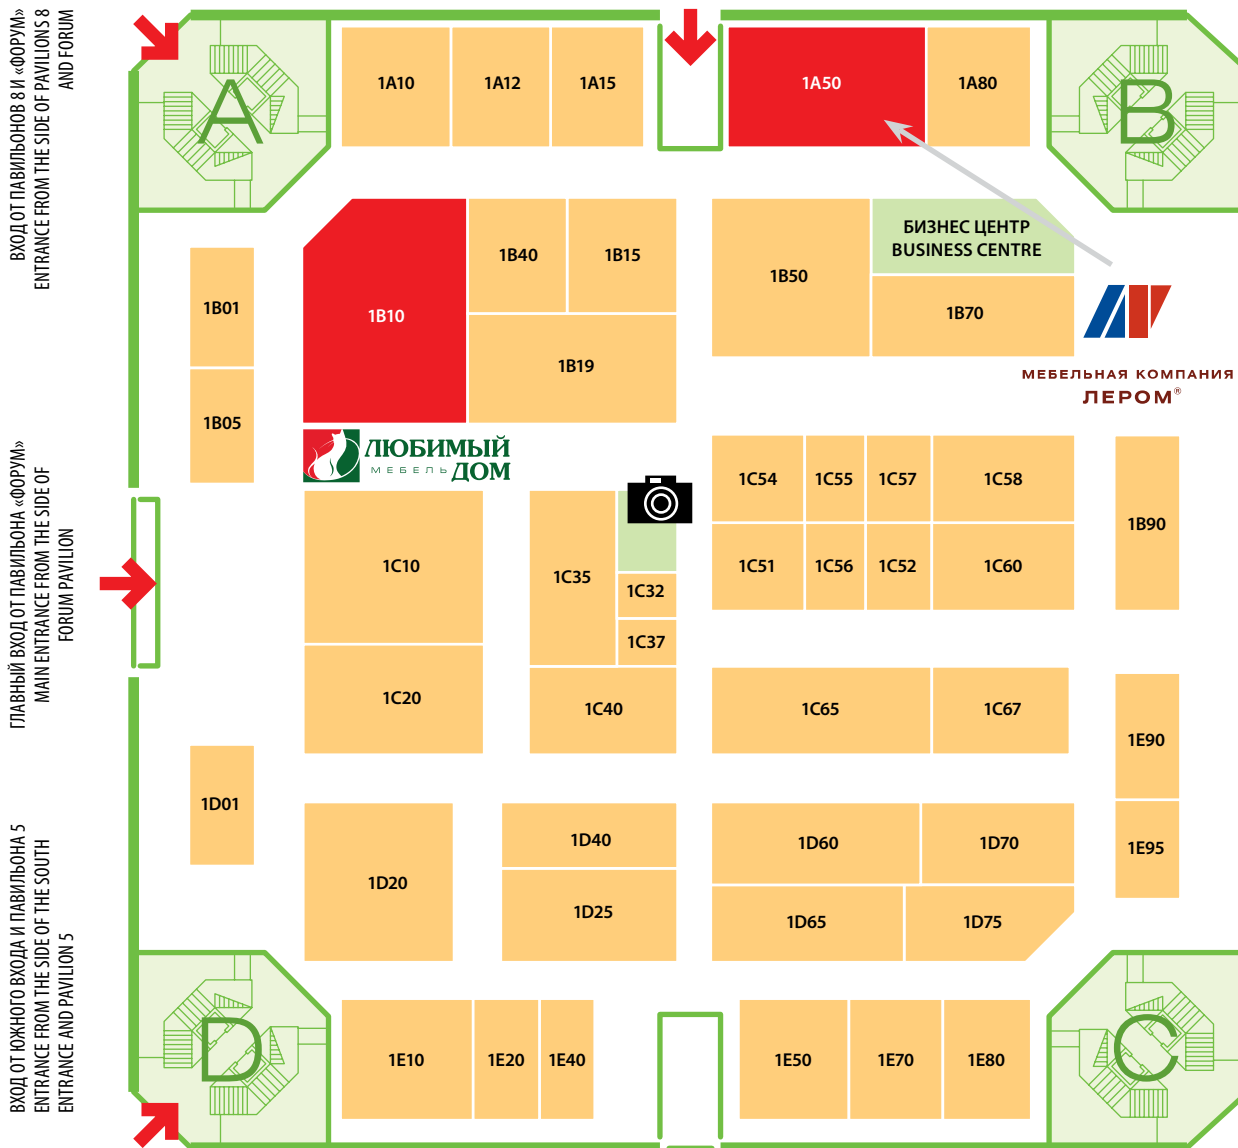 ВХОД ОТ ПАВИЛЬОНОВ 8 И «ФОРУМ»
ENTRANCE FROM THE SIDE OF PAVILIONS 8
AND FORUM
ГЛАВНЫЙ ВХОД ОТ ПАВИЛЬОНА «ФОРУМ»
MAIN ENTRANCE FROM THE SIDE OF
FORUM PAVILION
ВХОД ОТ ЮЖНОГО ВХОДА И ПАВИЛЬОНА 5
ENTRANCE FROM THE SIDE OF THE SOUTH
ENTRANCE AND PAVILION 5
A
1A10
1A12
1A15
1A50
1A80
B
1B01
1B05
1B10
1B40
1B15
1B19
1B50
БИЗНЕС ЦЕНТР
BUSINESS CENTRE
1B70
МЕБЕЛЬНАЯ КОМПАНИЯ
ЛЕРОМ®
ЛЮБИМЫЙ
МЕБЕЛЬ ДОМ
1C10
1C20
1C35
1C32
1C37
1C40
1C54
1C55
1C57
1C58
1C51
1C56
1C52
1C60
1B90
1C65
1C67
1E90
1E95
1D01
1D20
1D40
1D25
1D60
1D70
1D65
1D75
D
1E10
1E20
1E40
1E50
1E70
1E80
C